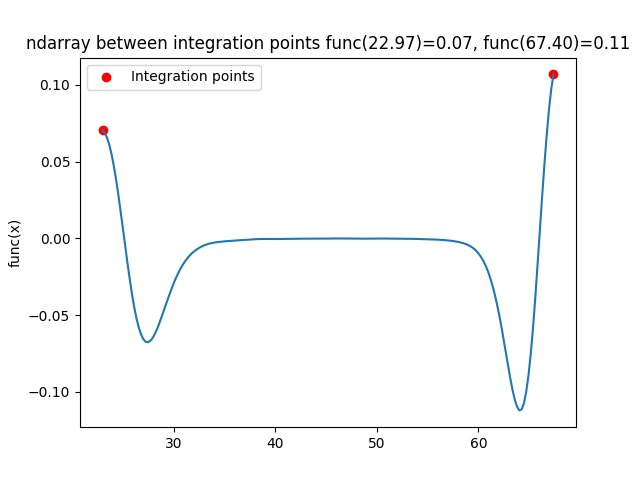 ndarray between integration points func(22.97)=0.07, func(67.40)=0.11
Integration points
0.10
0.05
0.00
−0.05
−0.10
func(x)
30 40 50 60